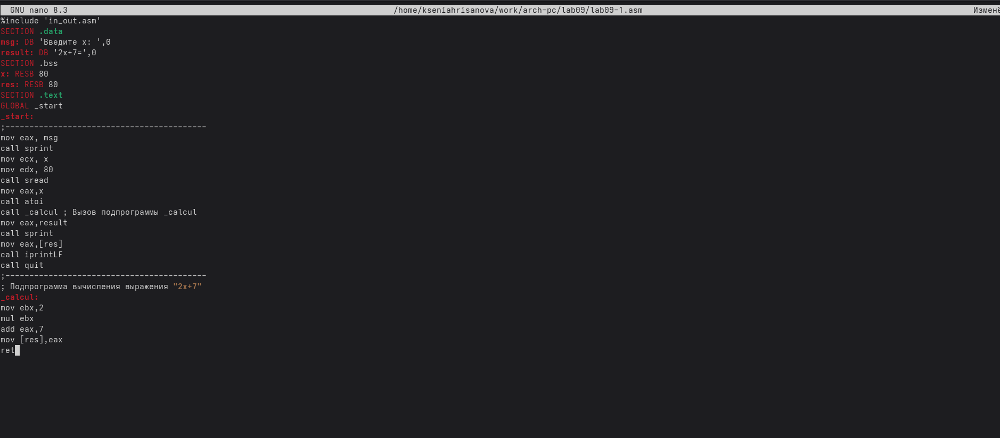 GNU nano 8.3 /home/kseniahrisanova/work/arch-pc/lab09/lab09-1.asm Изменё
%include 'in_out.asm'
SECTION .data
msg: DB 'Введите x: ',0
result: DB '2x+7=',0
SECTION .bss
x: RESB 80
res: RESB 80
SECTION .text
GLOBAL _start
_start:
;------------------------------------------
mov eax, msg
call sprint
mov ecx, x
mov edx, 80
call sread
mov eax,x
call atoi
call _calcul ; Вызов подпрограммы _calcul
mov eax,result
call sprint
mov eax,[res]
call iprintLF
call quit
;------------------------------------------
; Подпрограмма вычисления выражения "2x+7"
_calcul:
mov ebx,2
mul ebx
add eax,7
mov [res],eax
ret